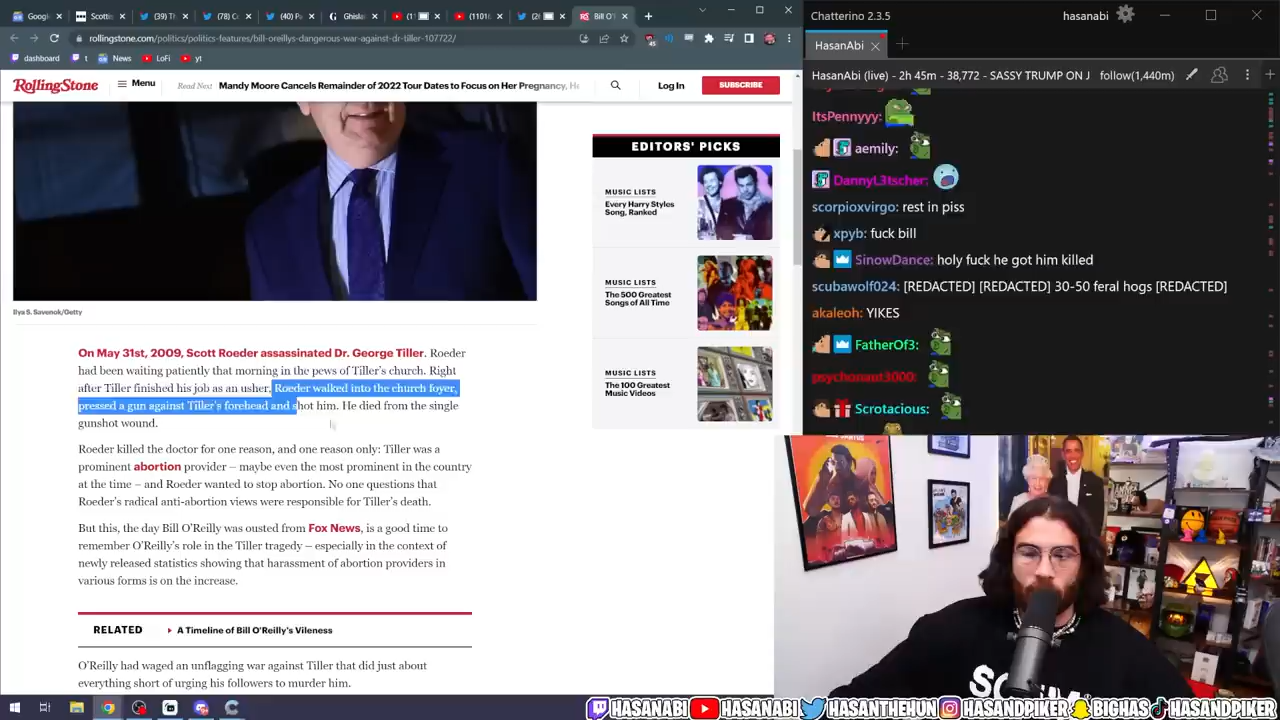 Google
Scottis
(39) T
(78) C
(40) P
Ghisla
(11
(1101
(20
Bill O'I
rollingstone.com/politics/politics-features/bill-oreillys-dangerous-war-against-dr-tiller-107722/
dashboard
t
News
LoFi
yt
RollingStone
Menu
Read Next
Mandy Moore Cancels Remainder of 2022 Tour Dates to Focus on Her Pregnancy, He
Log In
SUBSCRIBE
Ilya S. Savenok/Getty
On May 31st, 2009, Scott Roeder assassinated Dr. George Tiller. Roeder
had been waiting patiently that morning in the pews of Tiller's church. Right
after Tiller finished his job as an usher, Roeder walked into the church foyer,
pressed a gun against Tiller's forehead and shot him. He died from the single
gunshot wound.
Roeder killed the doctor for one reason, and one reason only: Tiller was a
prominent abortion provider – maybe even the most prominent in the country
at the time – and Roeder wanted to stop abortion. No one questions that
Roeder's radical anti-abortion views were responsible for Tiller's death.
But this, the day Bill O'Reilly was ousted from Fox News, is a good time to
remember O'Reilly's role in the Tiller tragedy – especially in the context of
newly released statistics showing that harassment of abortion providers in
various forms is on the increase.
RELATED
A Timeline of Bill O'Reilly's Vileness
O'Reilly had waged an unflagging war against Tiller that did just about
everything short of urging his followers to murder him.
EDITORS' PICKS
MUSIC LISTS
Every Harry Styles
Song, Ranked
MUSIC LISTS
The 500 Greatest
Songs of All Time
MUSIC LISTS
The 100 Greatest
Music Videos
Chatterino 2.3.5
hasanabi
HasanAbi
HasanAbi (live) - 2h 45m - 38,772 - SASSY TRUMP ON J
follow(1,440m)
ItsPennyyy:
aemily:
DannyL3tscher:
scorpioxvirgo: rest in piss
xpyb: fuck bill
SinowDance: holy fuck he got him killed
scubawolf024: [REDACTED] [REDACTED] 30-50 feral hogs [REDACTED]
akaleoh: YIKES
FatherOf3:
psychonaut3000:
Scrotacious:
HASANABI
HASANABI
HASANTHEHUN
HASANDPIKER
BIGHAS
HASANDPIKER